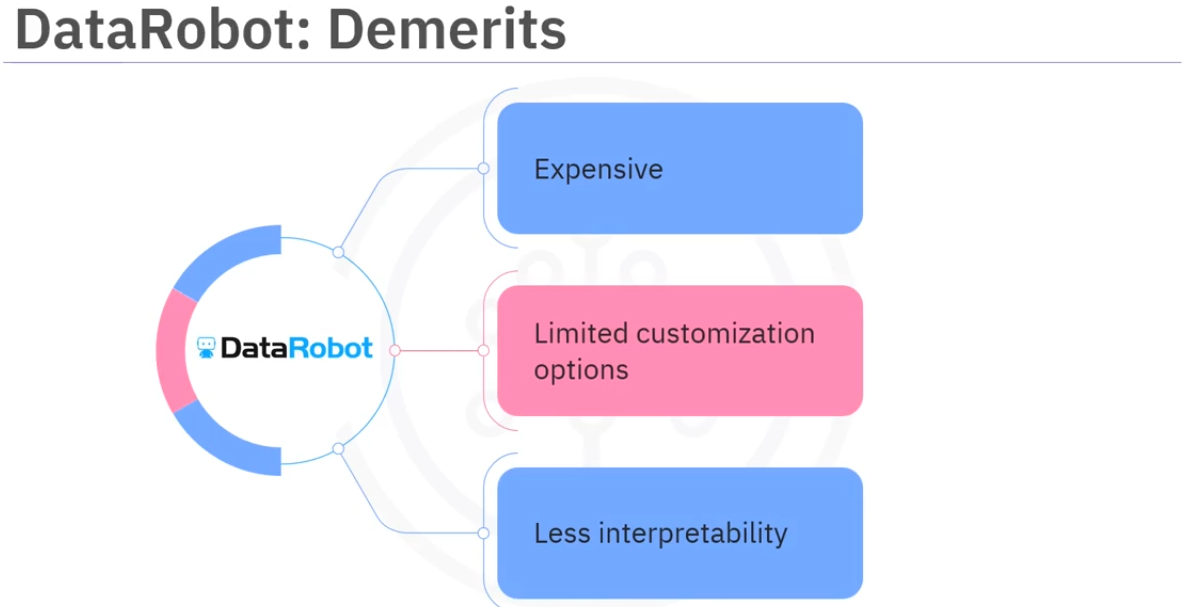 DataRobot: Demerits
Expensive
DataRobot
Limited customization
options
Less interpretability